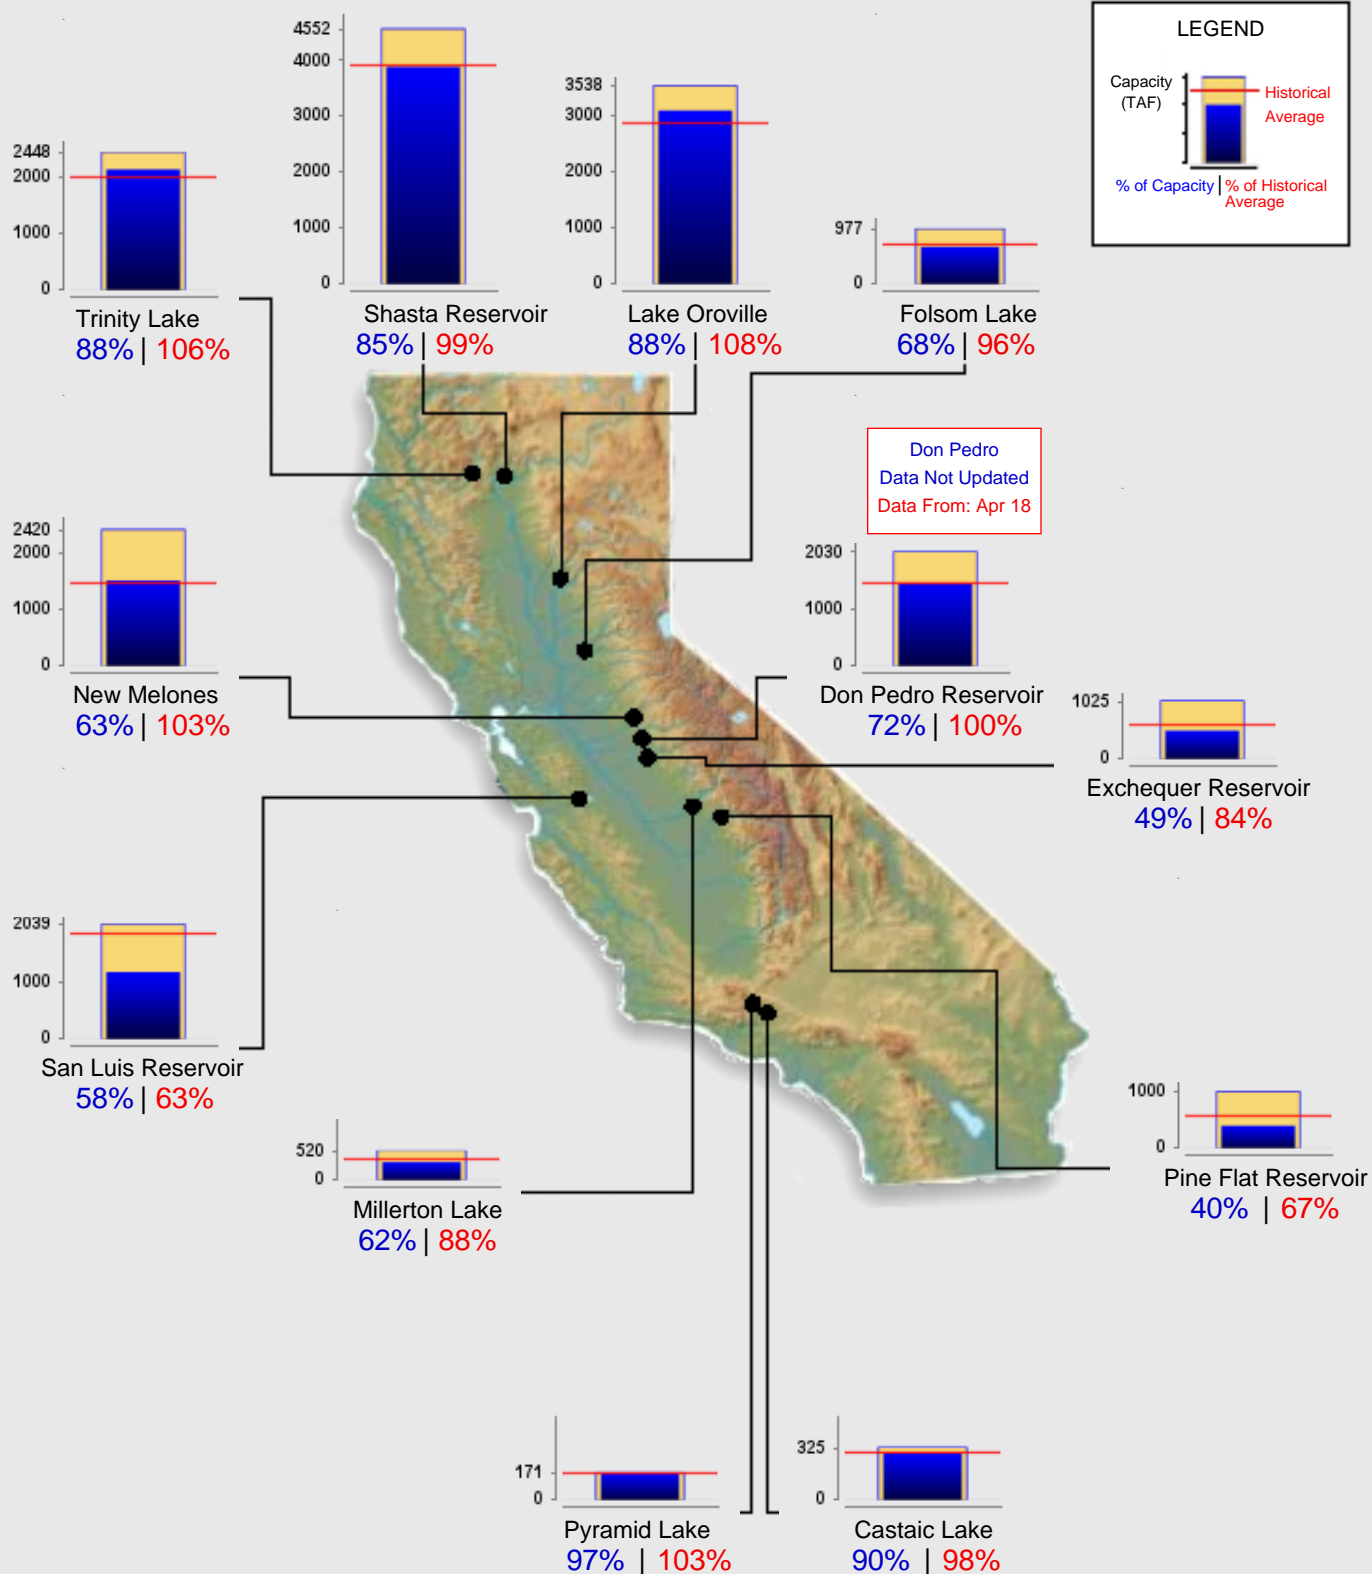 LEGEND
Capacity
(TAF)
Historical
Average
% of Capacity | % of Historical
Average
4552
4000
3000
2000
1000
0
Shasta Reservoir
85% | 99%
3538
3000
2000
1000
0
Lake Oroville
88% | 108%
2448
2000
1000
0
Trinity Lake
88% | 106%
977
0
Folsom Lake
68% | 96%
Don Pedro
Data Not Updated
Data From: Apr 18
2420
2000
1000
0
New Melones
63% | 103%
2030
1000
0
Don Pedro Reservoir
72% | 100%
1025
0
Exchequer Reservoir
49% | 84%
2039
1000
0
San Luis Reservoir
58% | 63%
520
0
Millerton Lake
62% | 88%
1000
0
Pine Flat Reservoir
40% | 67%
171
0
Pyramid Lake
97% | 103%
325
0
Castaic Lake
90% | 98%